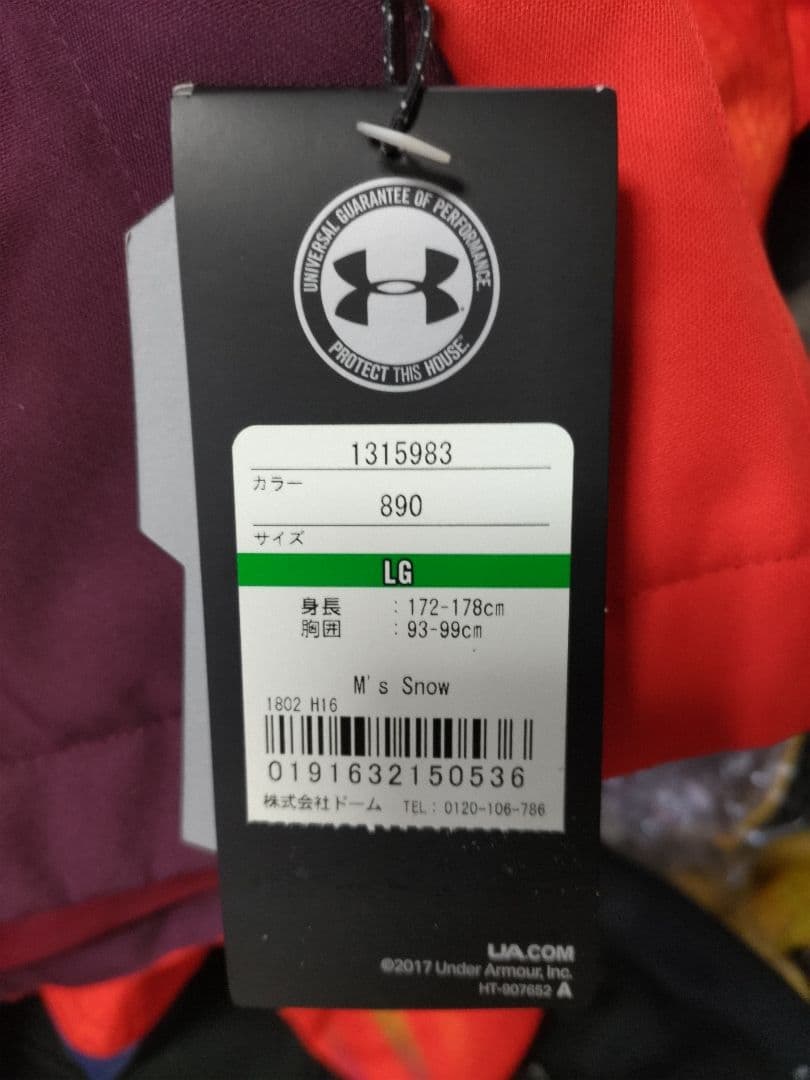 UNIVERSAL GUARANTEE OF PERFORMANCE.
PROTECT THIS HOUSE.
1315983
カラー
890
サイズ
LG
身長 : 172-178cm
胸囲 : 93-99cm
M's Snow
1802 H16
0191632150536
株式会社ドーム TEL: 0120-106-786
UA.COM
©2017 Under Armour, Inc.
HT-907652 A